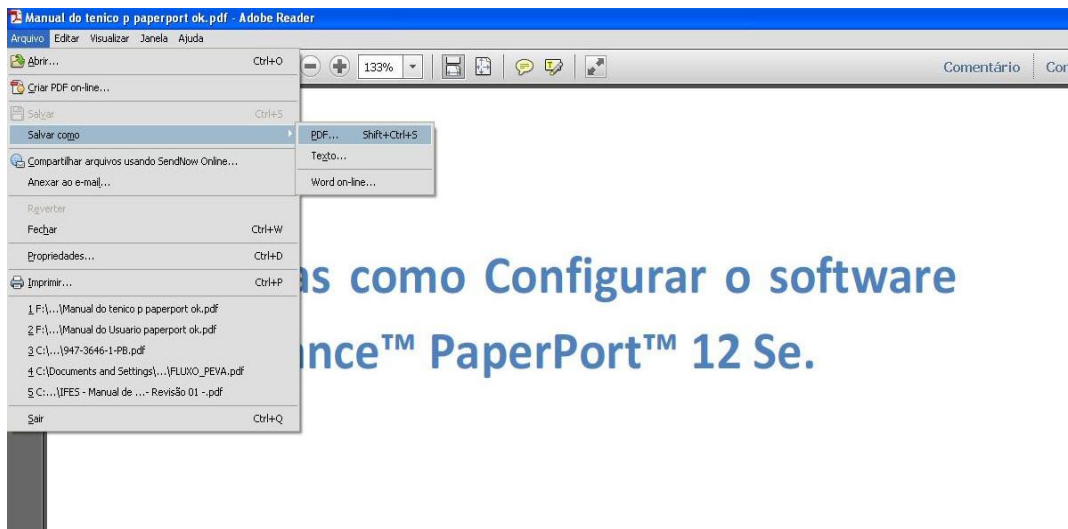 Manual do tenico p paperport ok.pdf - Adobe Reader
Arquivo Editar Visualizar Janela Ajuda
Abrir... Ctrl+O
133%
Comentário
Criar PDF on-line...
Salvar Ctrl+S
Salvar como
PDF... Shift+Ctrl+S
Texto...
Word on-line...
Compartilhar arquivos usando SendNow Online...
Anexar ao e-mail...
Reverter
Fechar Ctrl+W
Propriedades... Ctrl+D
Imprimir... Ctrl+P
1 F:\...\Manual do tenico p paperport ok.pdf
2 F:\...\Manual do Usuario paperport ok.pdf
3 C:\...\947-3646-1-PB.pdf
4 C:\Documents and Settings\...\FLUXO_PEVA.pdf
5 C:...\IFES - Manual de ...- Revisão 01 -.pdf
Sair Ctrl+Q
as como Configurar o software
ance™ PaperPort™ 12 Se.